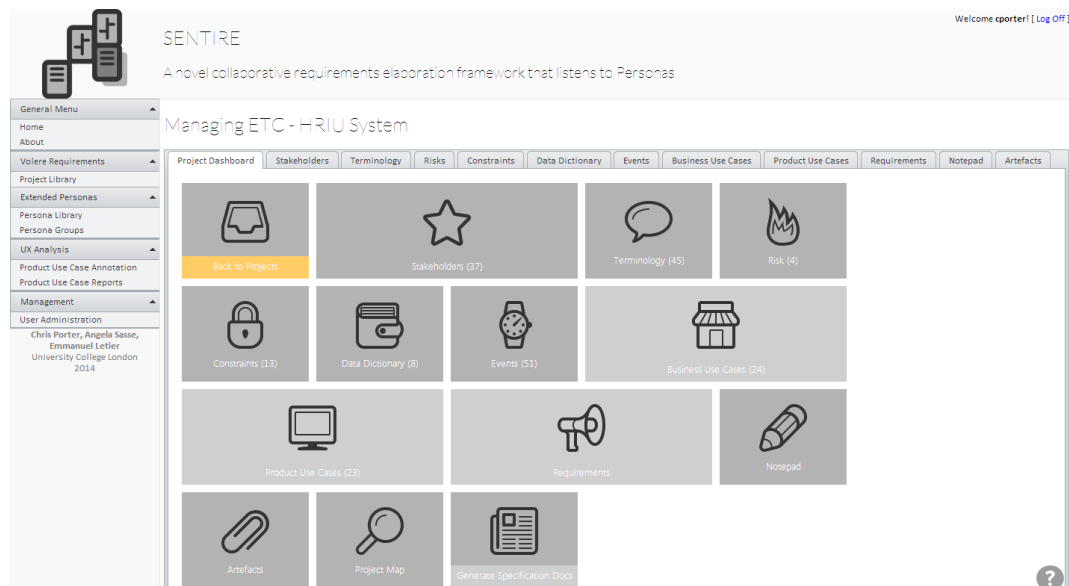 Welcome cporter! [ Log Off ]
SENTIRE
A novel collaborative requirements elaboration framework that listens to Personas
General Menu
Home
About
Volere Requirements
Project Library
Extended Personas
Persona Library
Persona Groups
UX Analysis
Product Use Case Annotation
Product Use Case Reports
Management
User Administration
Chris Porter, Angela Sasse,
Emmanuel Letier
University College London
2014
Managing ETC - HRIU System
Project Dashboard Stakeholders Terminology Risks Constraints Data Dictionary Events Business Use Cases Product Use Cases Requirements Notepad Artefacts
Back to Projects
Stakeholders (37)
Terminology (45)
Risk (4)
Constraints (13)
Data Dictionary (8)
Events (51)
Business Use Cases (24)
Product Use Cases (23)
Requirements
Notepad
Artefacts
Project Map
Generate Specification Docs
?